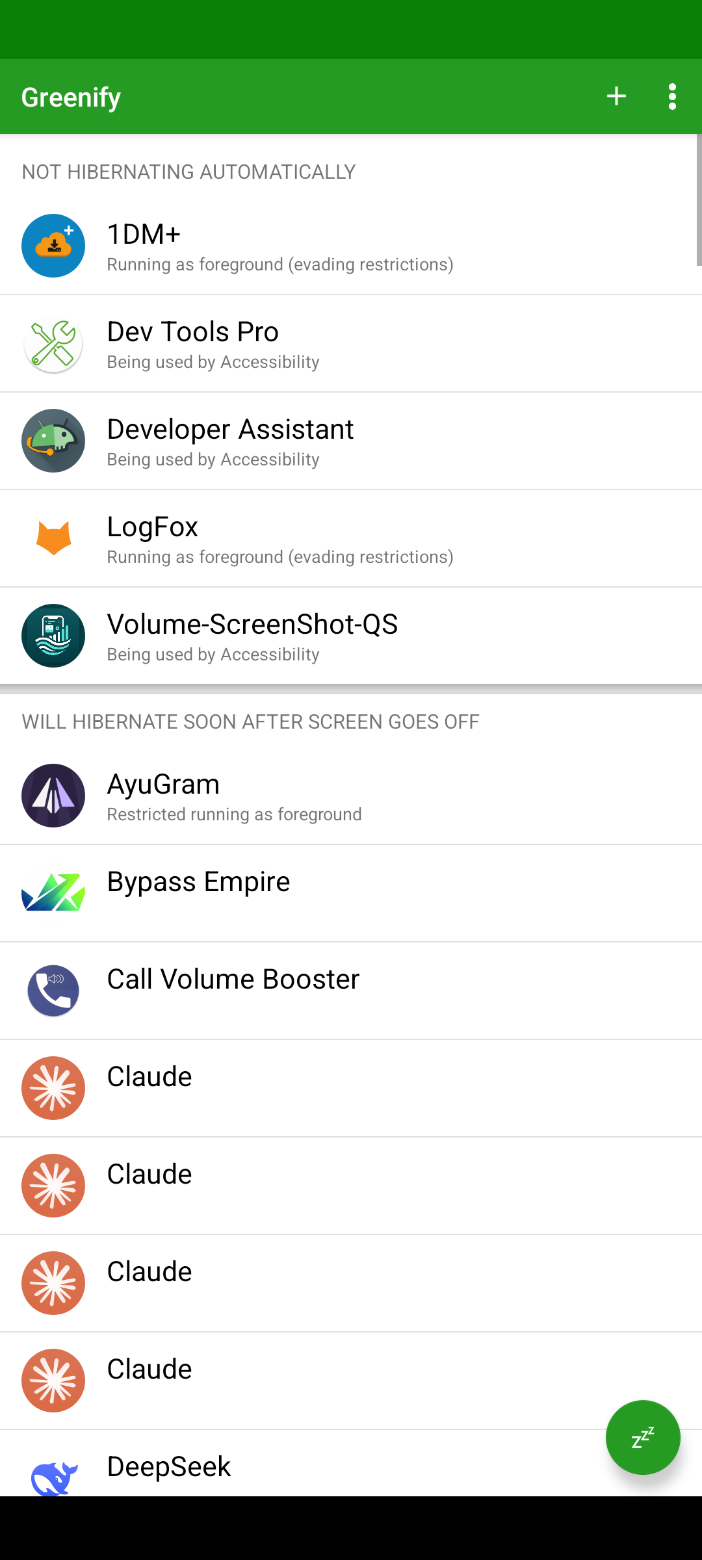 Greenify
NOT HIBERNATING AUTOMATICALLY
1DM+
Running as foreground (evading restrictions)
Dev Tools Pro
Being used by Accessibility
Developer Assistant
Being used by Accessibility
LogFox
Running as foreground (evading restrictions)
Volume-ScreenShot-QS
Being used by Accessibility
WILL HIBERNATE SOON AFTER SCREEN GOES OFF
AyuGram
Restricted running as foreground
Bypass Empire
Call Volume Booster
Claude
Claude
Claude
Claude
DeepSeek
zzz